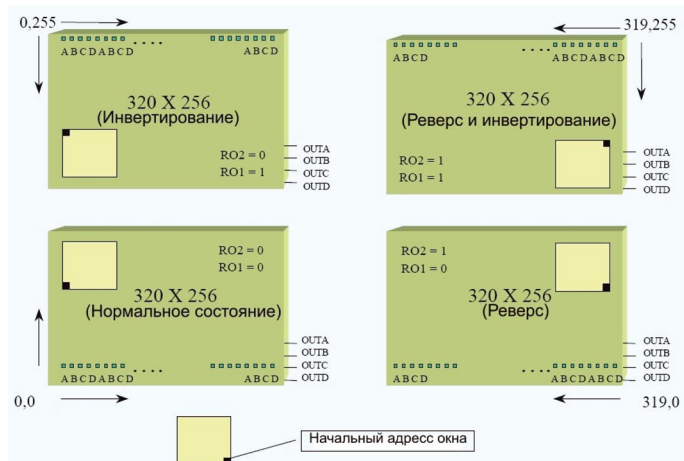 0,255
ABCDABCD
ABCD
320 X 256
(Инвертирование)
RO2 = 0
RO1 = 1
OUTA
OUTB
OUTC
OUTD
319,255
ABCD
ABCDABCD
320 X 256
(Реверс и инвертирование)
RO2 = 1
RO1 = 1
OUTA
OUTB
OUTC
OUTD
RO2 = 0
RO1 = 0
320 X 256
(Нормальное состояние)
OUTA
OUTB
OUTC
OUTD
ABCDABCD
ABCD
0,0
RO2 = 1
RO1 = 0
320 X 256
(Реверс)
OUTA
OUTB
OUTC
OUTD
ABCD
ABCDABCD
319,0
Начальный адресс окна